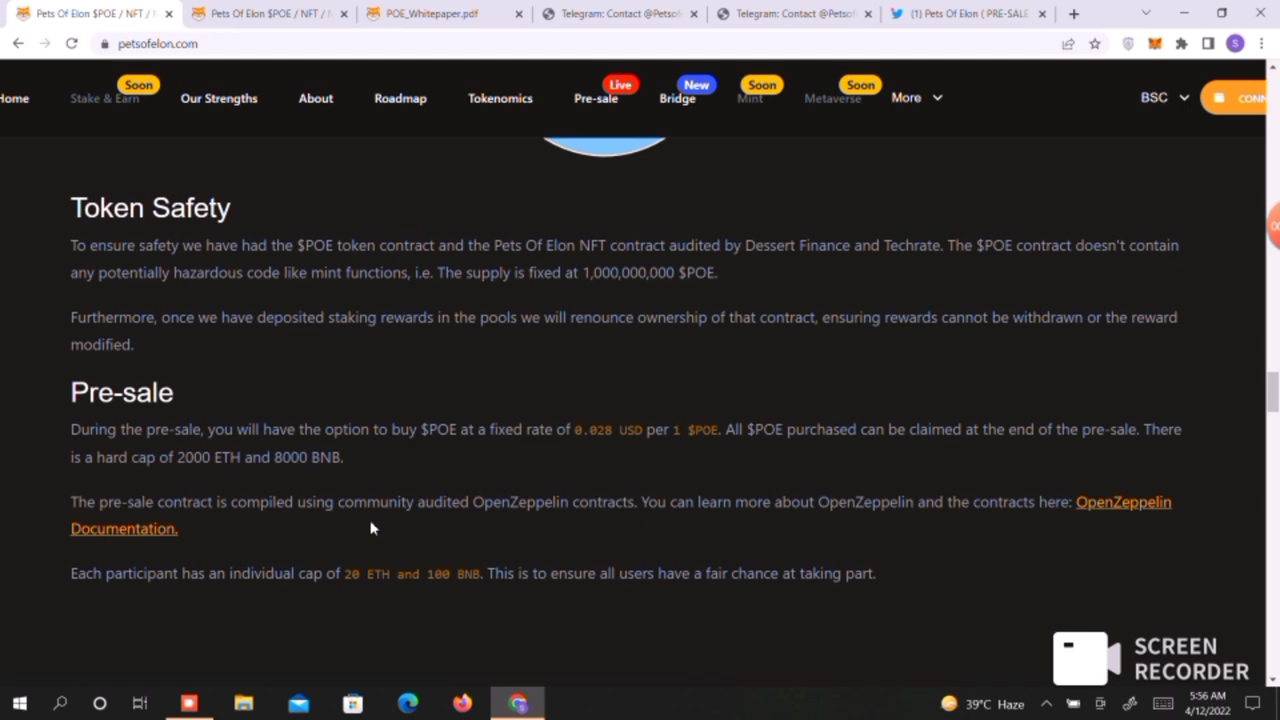 Pets Of Elon $POE / NFT /
Pets Of Elon $POE / NFT /
POE_Whitepaper.pdf
Telegram: Contact @Petsof
Telegram: Contact @Petsof
(1) Pets Of Elon ( PRE-SALE
petsofelon.com
S
Soon
Live
New
Soon
Soon
Home
Stake & Earn
Our Strengths
About
Roadmap
Tokenomics
Pre-sale
Bridge
Mint
Metaverse
More
BSC
CONN
Token Safety
To ensure safety we have had the $POE token contract and the Pets Of Elon NFT contract audited by Dessert Finance and Techrate. The $POE contract doesn't contain
any potentially hazardous code like mint functions, i.e. The supply is fixed at 1,000,000,000 $POE.
Furthermore, once we have deposited staking rewards in the pools we will renounce ownership of that contract, ensuring rewards cannot be withdrawn or the reward
modified.
Pre-sale
During the pre-sale, you will have the option to buy $POE at a fixed rate of 0.028 USD per 1 $POE. All $POE purchased can be claimed at the end of the pre-sale. There
is a hard cap of 2000 ETH and 8000 BNB.
The pre-sale contract is compiled using community audited OpenZeppelin contracts. You can learn more about OpenZeppelin and the contracts here: OpenZeppelin
Documentation.
Each participant has an individual cap of 20 ETH and 100 BNB. This is to ensure all users have a fair chance at taking part.
SCREEN
RECORDER
39°C Haze
5:56 AM
4/12/2022